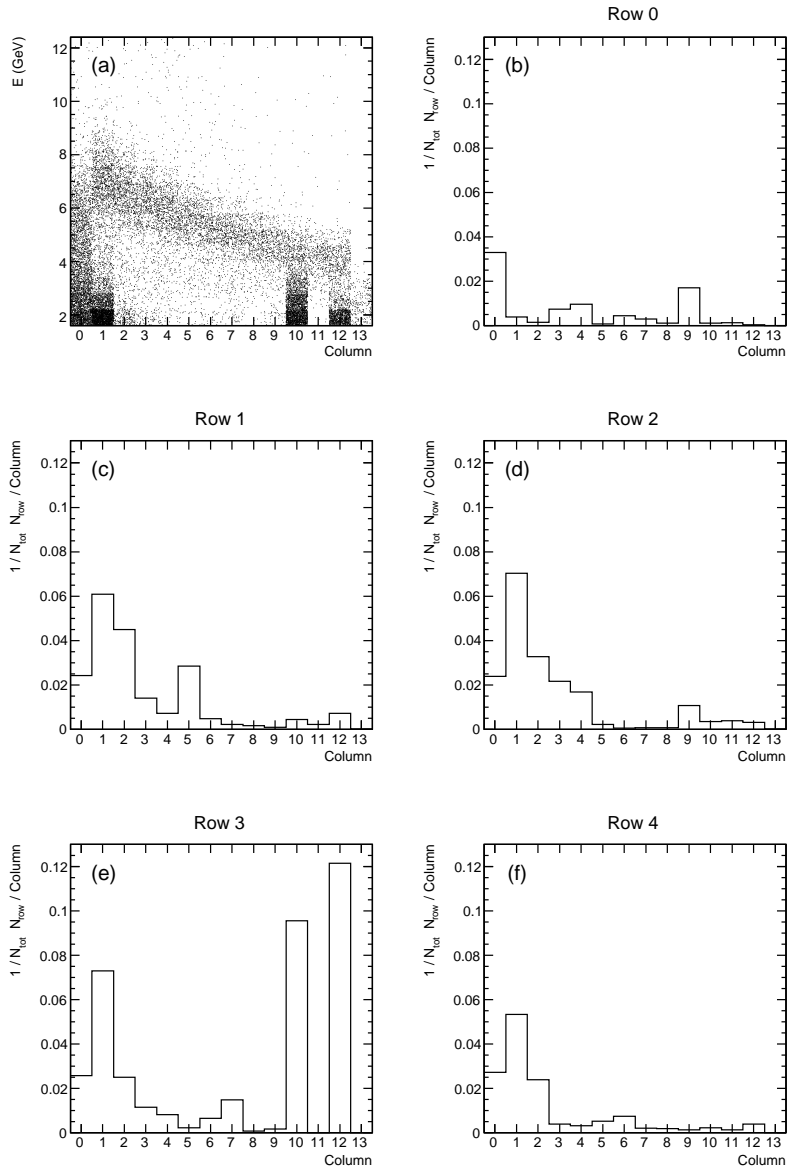 Row 0
E (GeV)
(a)
12
10
8
6
4
2
0 1 2 3 4 5 6 7 8 9 10 11 12 13
Column
1 / N_tot N_row / Column
(b)
0.12
0.1
0.08
0.06
0.04
0.02
0
0 1 2 3 4 5 6 7 8 9 10 11 12 13
Column
Row 1
1 / N_tot N_row / Column
(c)
0.12
0.1
0.08
0.06
0.04
0.02
0
0 1 2 3 4 5 6 7 8 9 10 11 12 13
Column
Row 2
1 / N_tot N_row / Column
(d)
0.12
0.1
0.08
0.06
0.04
0.02
0
0 1 2 3 4 5 6 7 8 9 10 11 12 13
Column
Row 3
1 / N_tot N_row / Column
(e)
0.12
0.1
0.08
0.06
0.04
0.02
0
0 1 2 3 4 5 6 7 8 9 10 11 12 13
Column
Row 4
1 / N_tot N_row / Column
(f)
0.12
0.1
0.08
0.06
0.04
0.02
0
0 1 2 3 4 5 6 7 8 9 10 11 12 13
Column